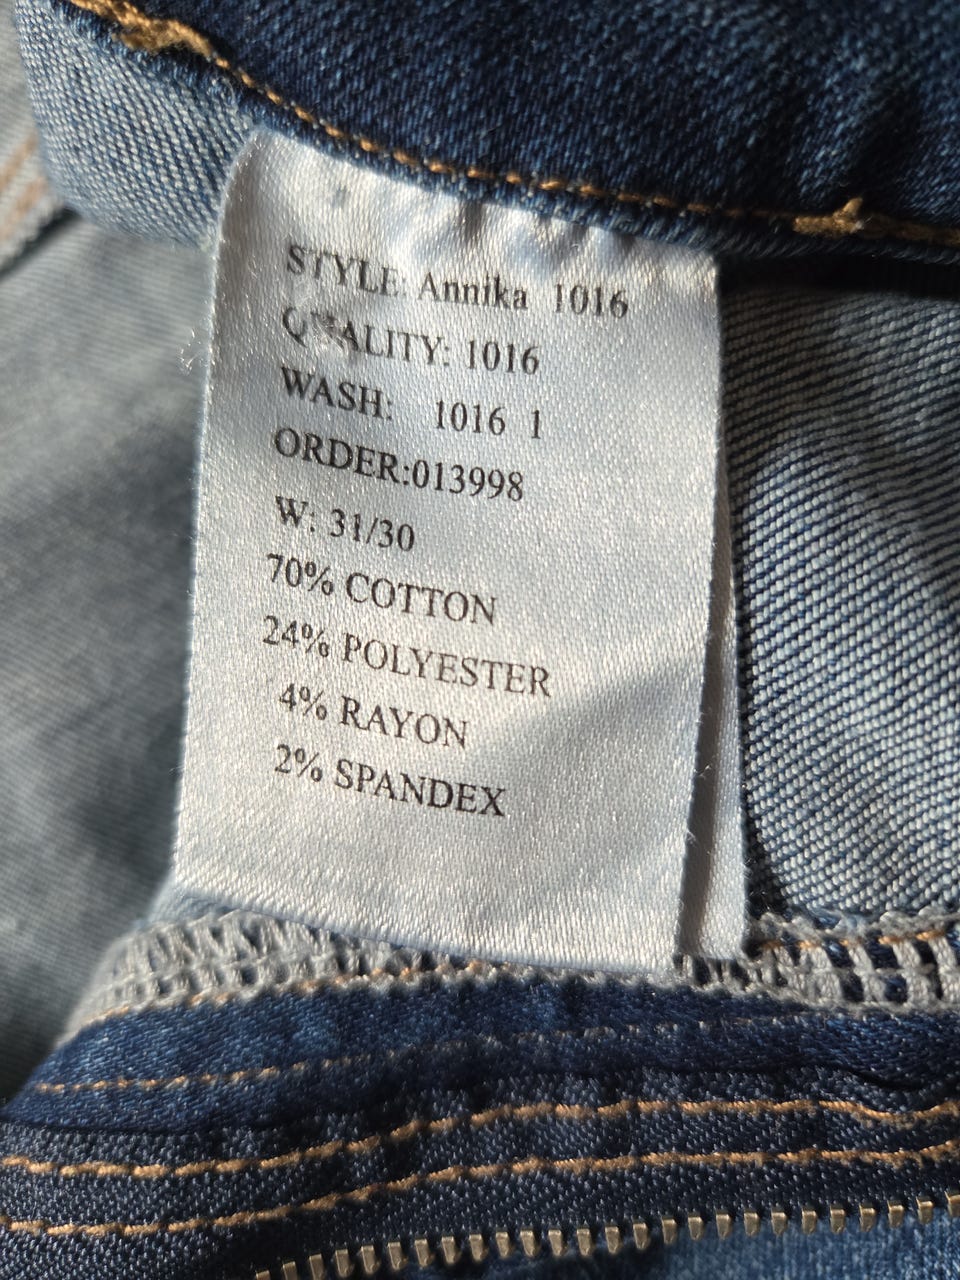 STYLE: Annika 1016
QUALITY: 1016
WASH: 1016 1
ORDER:013998
W: 31/30
70% COTTON
24% POLYESTER
4% RAYON
2% SPANDEX